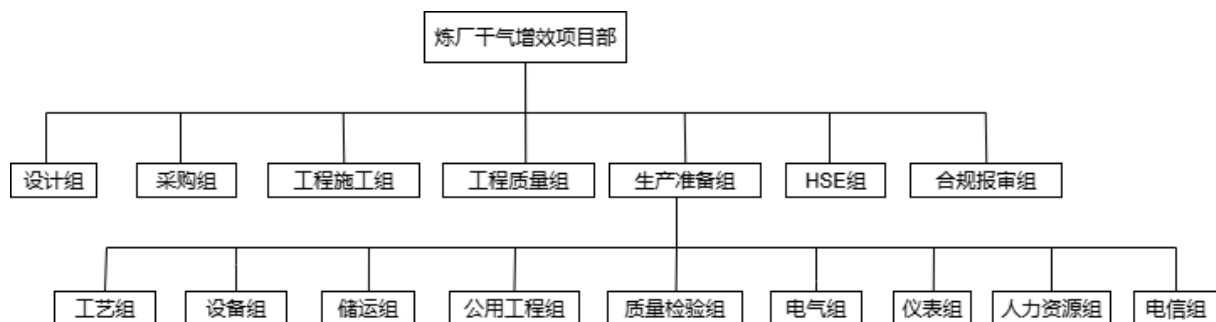 炼厂干气增效项目部
设计组
采购组
工程施工组
工程质量组
生产准备组
HSE组
合规报审组
工艺组
设备组
储运组
公用工程组
质量检验组
电气组
仪表组
人力资源组
电信组